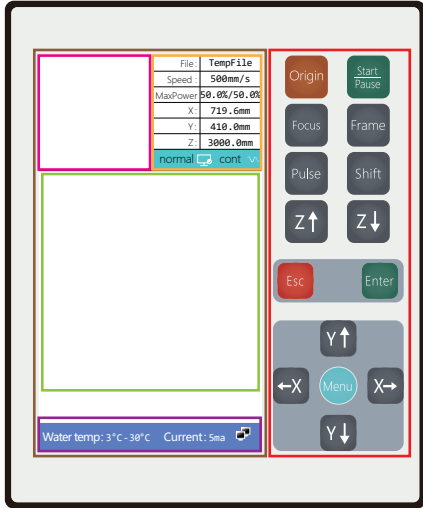 File: TempFile
Speed: 500mm/s
MaxPower 50.0%/50.0%
X: 719.6mm
Y: 410.0mm
Z: 3000.0mm
normal cont
Water temp: 3°C-30°C Current: 5ma
Origin Start
Pause
Focus Frame
Pulse Shift
Z↑ Z↓
Esc Enter
Y↑
←X Menu X→
Y↓